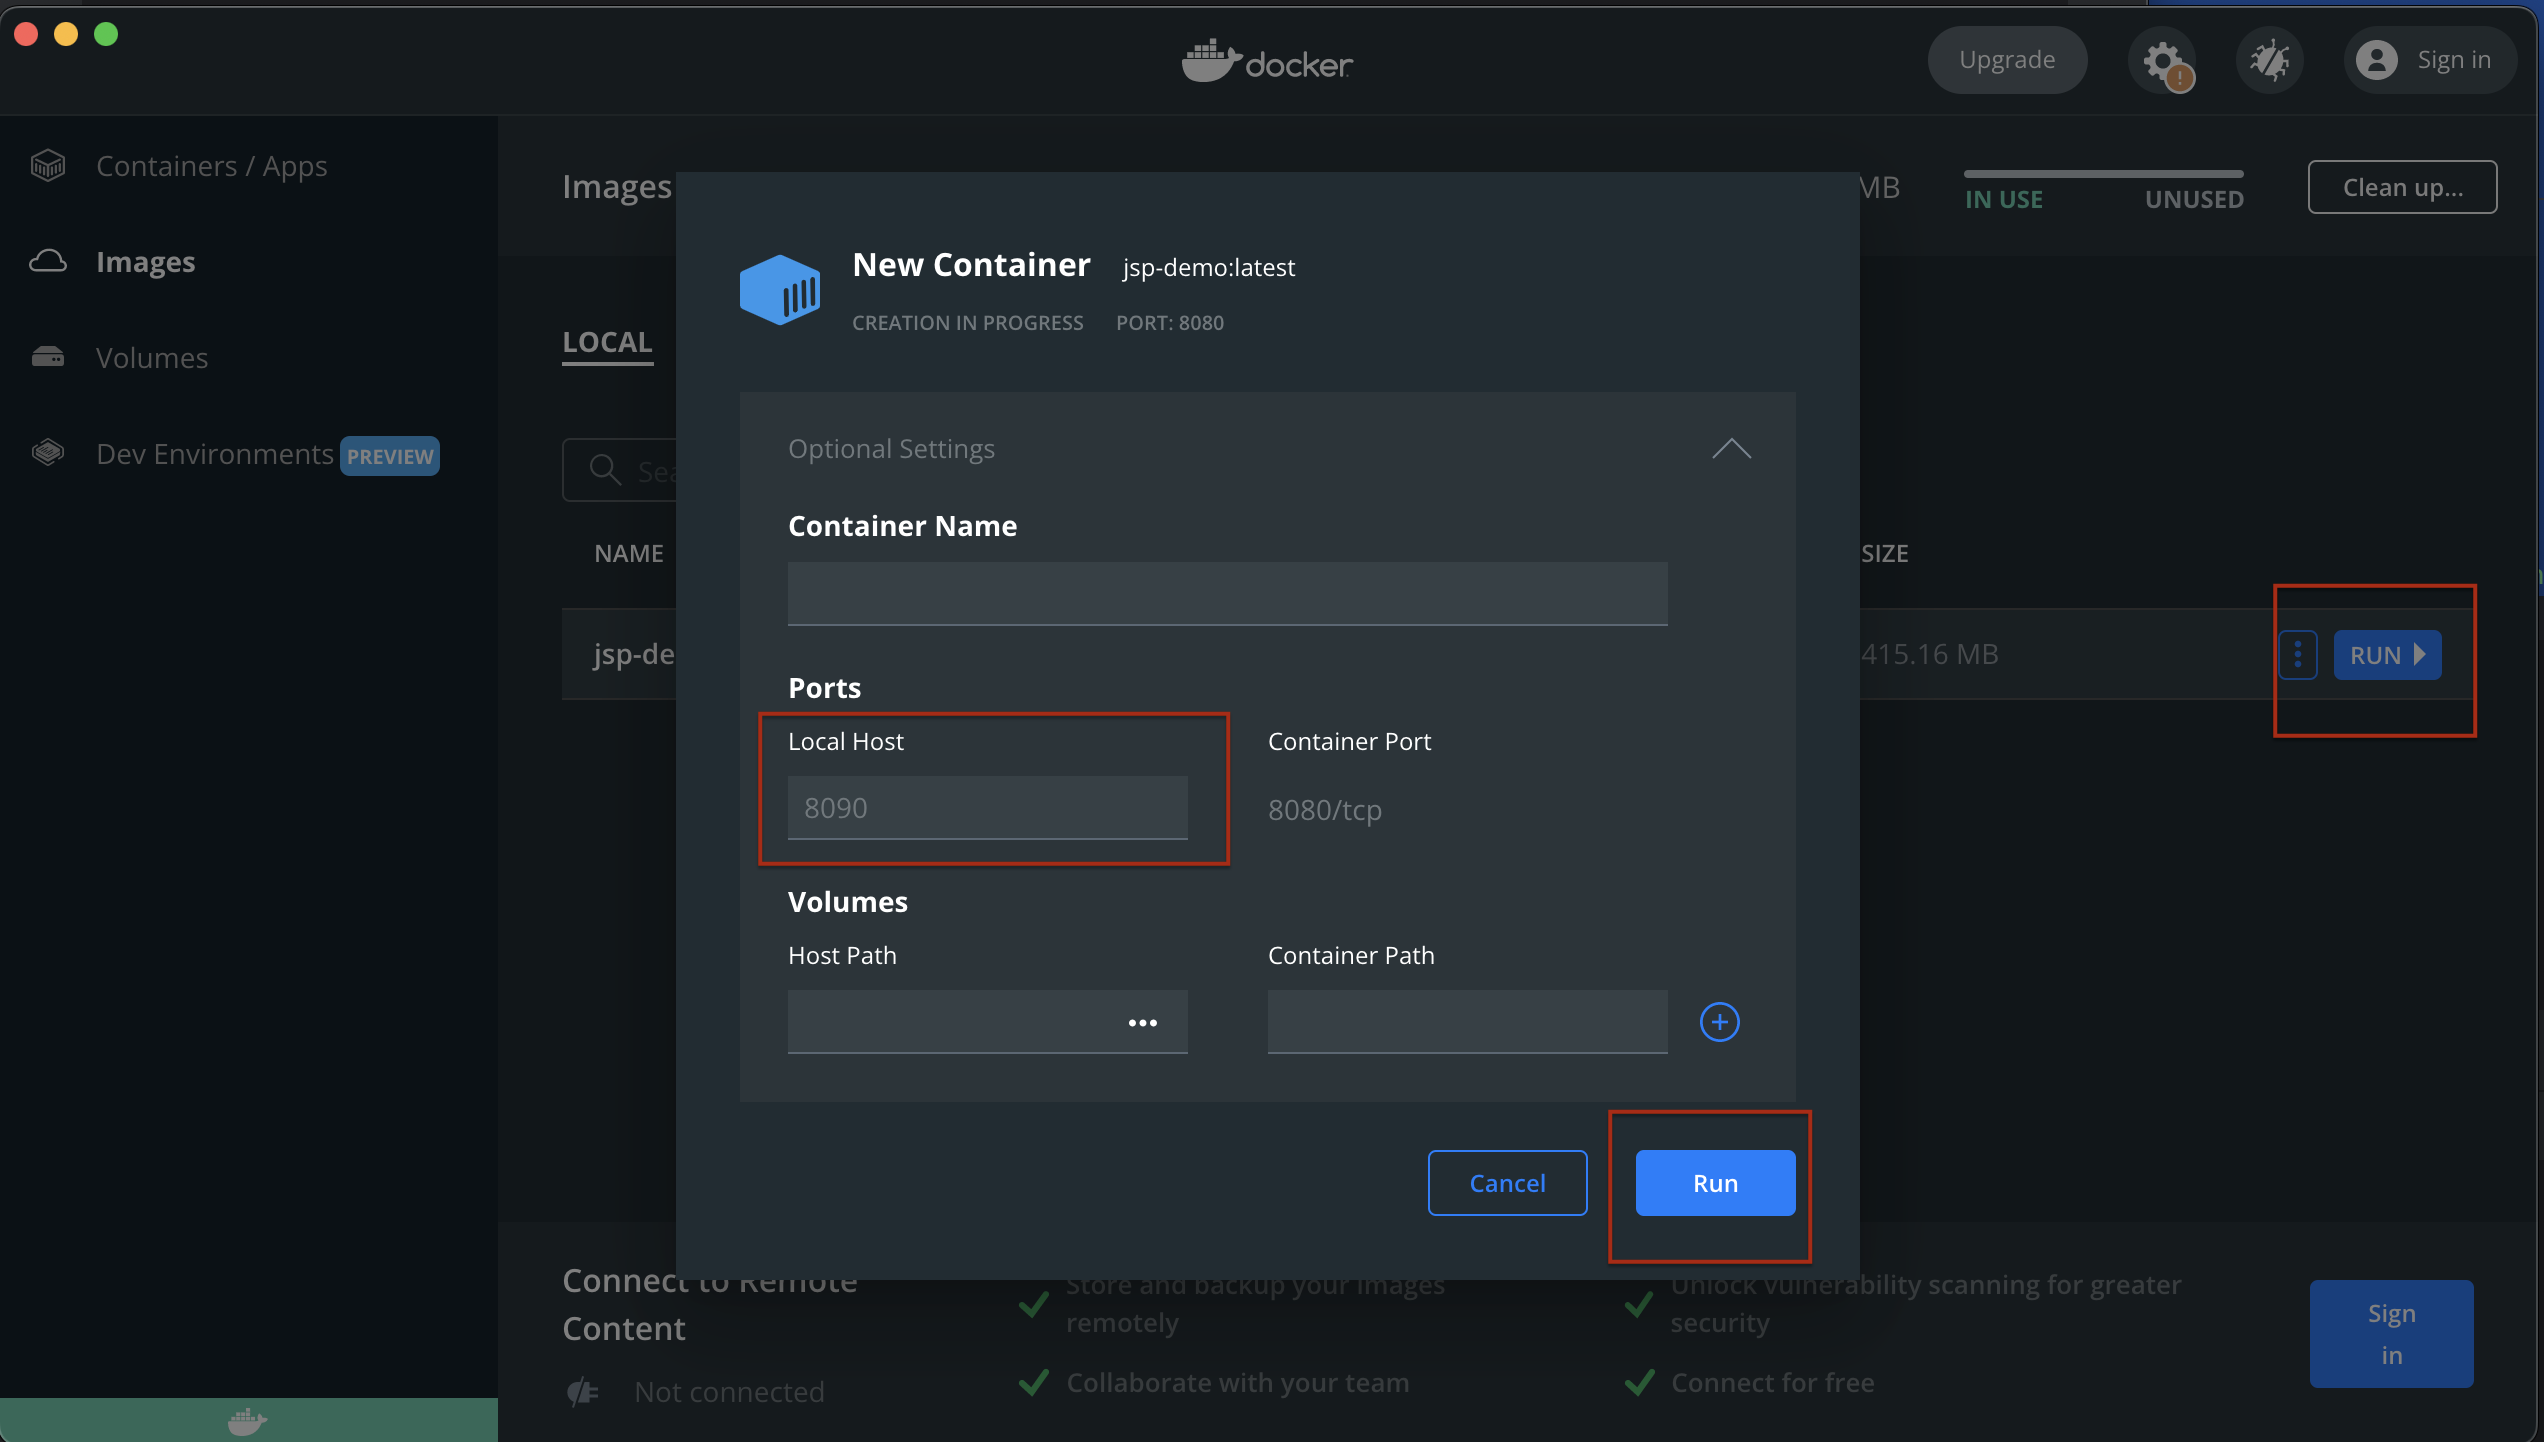 docker
Upgrade
Sign in
Containers / Apps
Images
Volumes
Dev Environments PREVIEW
Images
MB
IN USE
UNUSED
Clean up...
LOCAL
Sea
NAME
SIZE
jsp-de
415.16 MB
RUN
New Container jsp-demo:latest
CREATION IN PROGRESS PORT: 8080
Optional Settings
Container Name
Ports
Local Host
Container Port
8090
8080/tcp
Volumes
Host Path
Container Path
Cancel
Run
Connect to Remote
Content
Not connected
Store and backup your images
remotely
Collaborate with your team
Unlock vulnerability scanning for greater
security
Connect for free
Sign
in